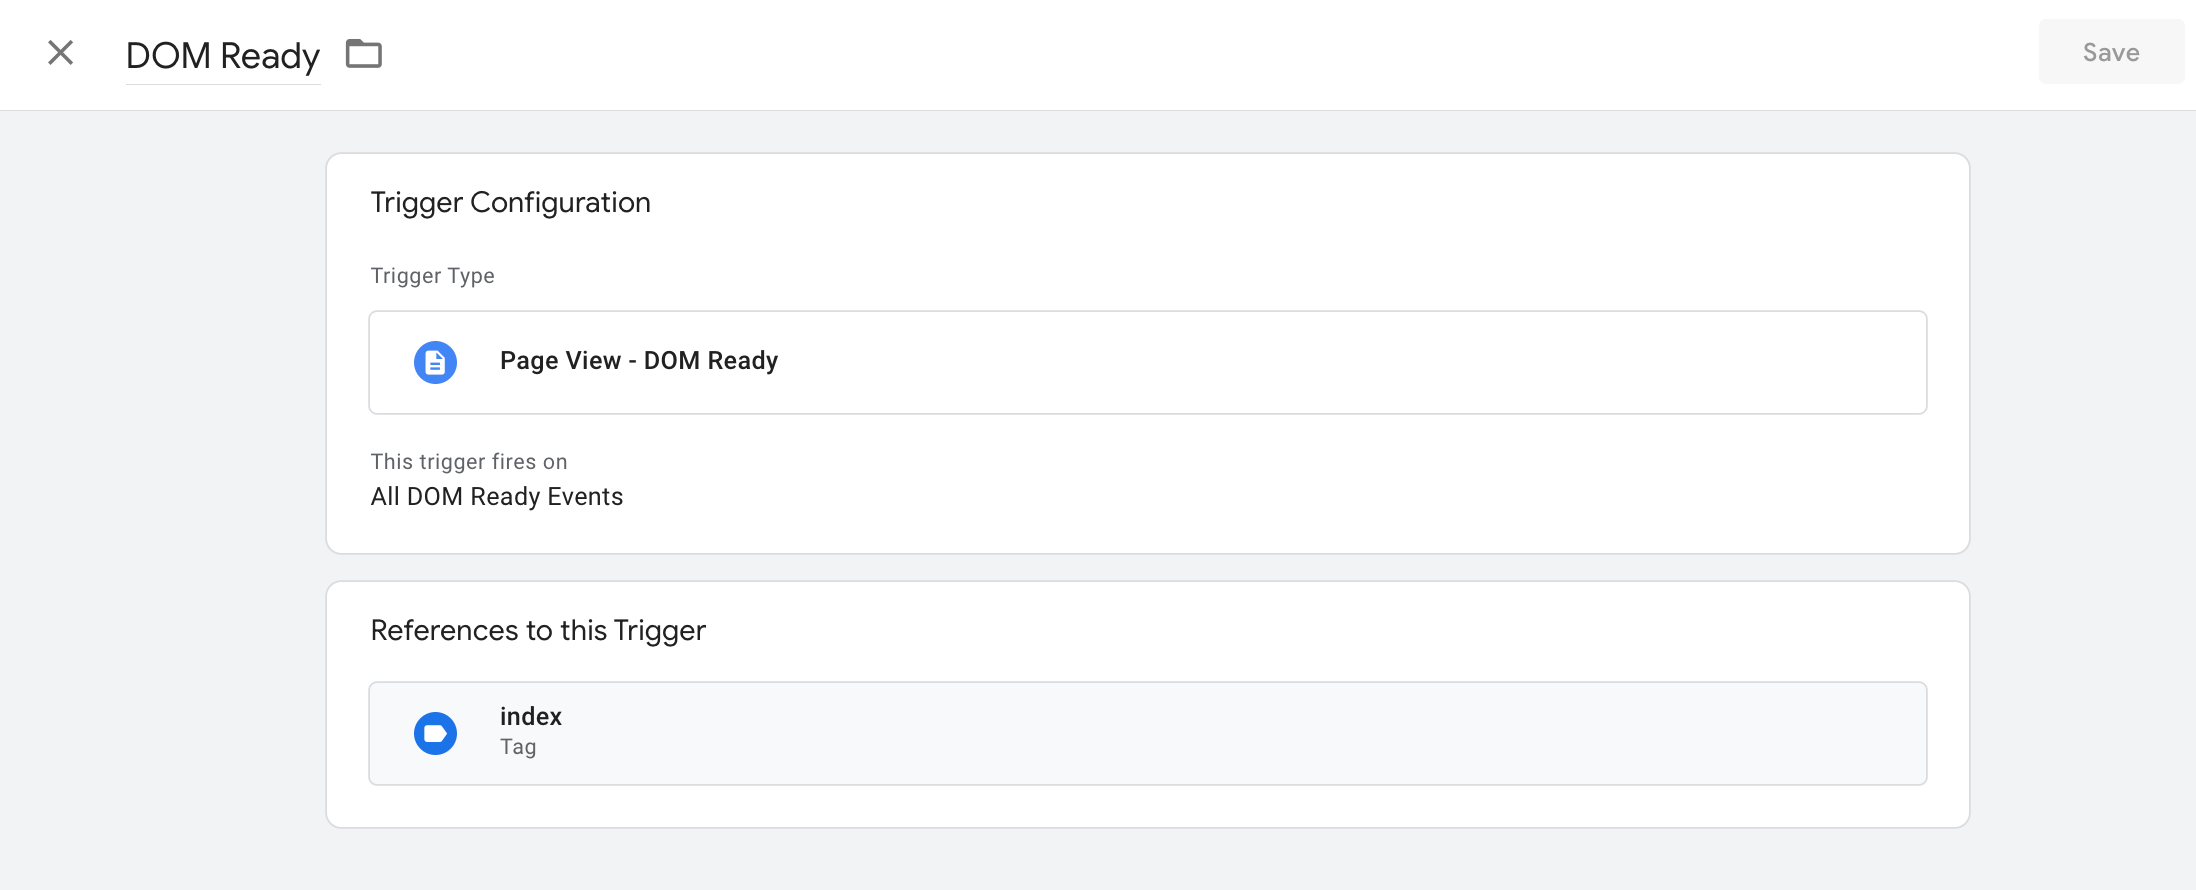 DOM Ready
Save
Trigger Configuration
Trigger Type
Page View - DOM Ready
This trigger fires on
All DOM Ready Events
References to this Trigger
index
Tag